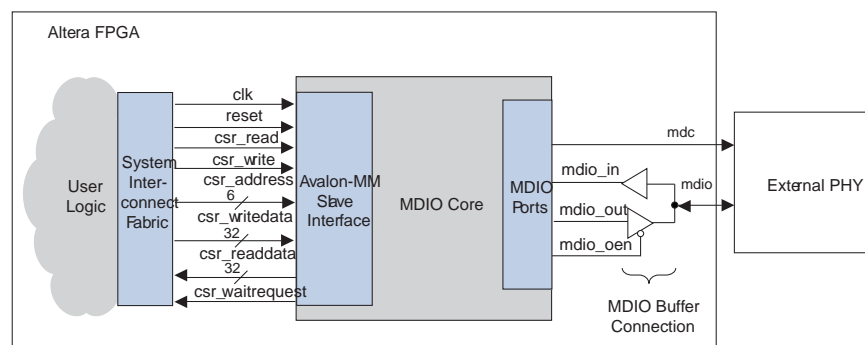 Altera FPGA
User
Logic
System
Inter-
connect
Fabric
clk
reset
csr_read
csr_write
csr_address
6
csr_writedata
32
csr_readdata
32
csr_waitrequest
Avalon-MM
Slave
Interface
MDIO Core
MDIO
Ports
mdc
mdio_in
mdio_out
mdio_oen
mdio
External PHY
MDIO Buffer
Connection